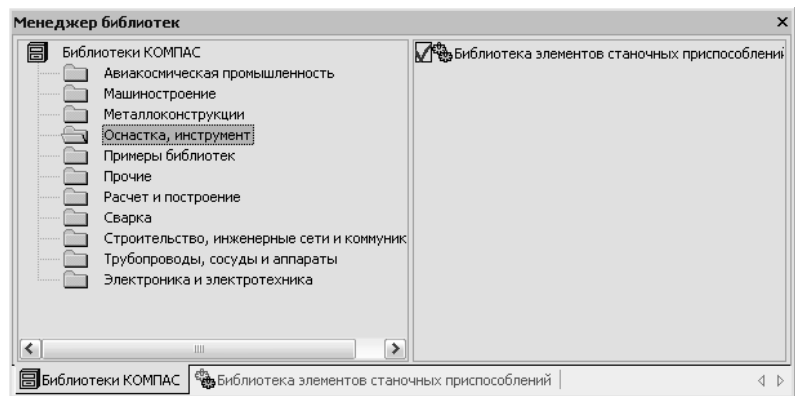 Менеджер библиотек
Библиотеки КОМПАС
Авиакосмическая промышленность
Машиностроение
Металлоконструкции
Оснастка, инструмент
Примеры библиотек
Прочие
Расчет и построение
Сварка
Строительство, инженерные сети и коммуник
Трубопроводы, сосуды и аппараты
Электроника и электротехника
Библиотека элементов станочных приспособлений
Библиотеки КОМПАС
Библиотека элементов станочных приспособлений